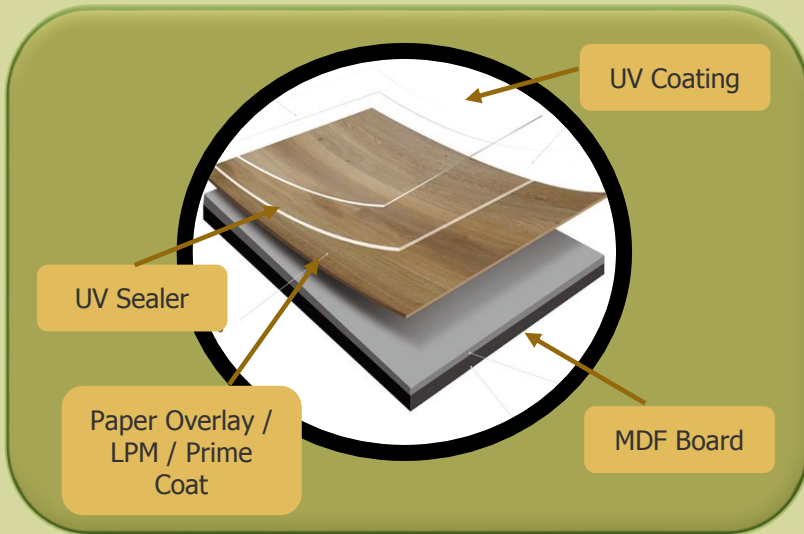 UV Coating
UV Sealer
Paper Overlay /
LPM / Prime
Coat
MDF Board